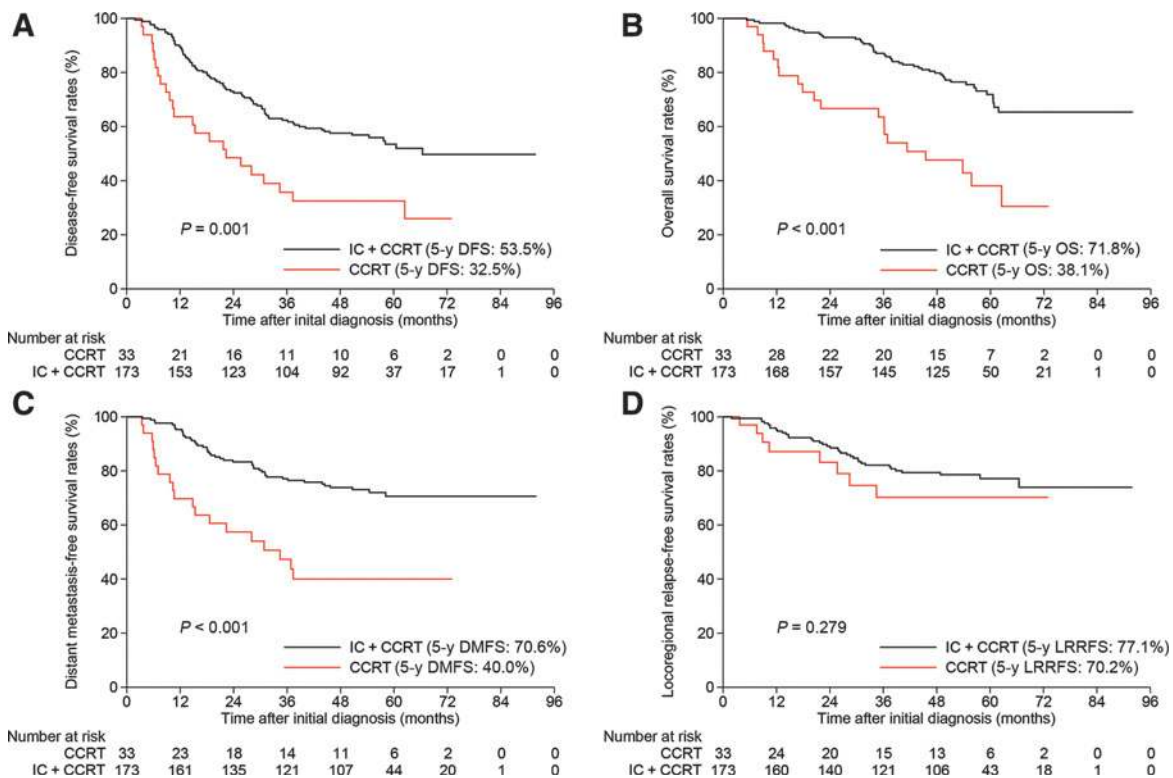 A
Disease-free survival rates (%)
100
80
60
40
20
0
P = 0.001
IC + CCRT (5-y DFS: 53.5%)
CCRT (5-y DFS: 32.5%)
0 12 24 36 48 60 72 84 96
Time after inital diagnosis (months)
Number at risk
CCRT 33 21 16 11 10 6 2 0 0
IC + CCRT 173 153 123 104 92 37 17 1 0
B
Overall survival rates (%)
100
80
60
40
20
0
P < 0.001
IC + CCRT (5-y OS: 71.8%)
CCRT (5-y OS: 38.1%)
0 12 24 36 48 60 72 84 96
Time after inital diagnosis (months)
Number at risk
CCRT 33 28 22 20 15 7 2 0 0
IC + CCRT 173 168 157 145 125 50 21 1 0
C
Distant metastasis-free survival rates (%)
100
80
60
40
20
0
P < 0.001
IC + CCRT (5-y DMFS: 70.6%)
CCRT (5-y DMFS: 40.0%)
0 12 24 36 48 60 72 84 96
Time after initial diagnosis (months)
Number at risk
CCRT 33 23 18 14 11 6 2 0 0
IC + CCRT 173 161 135 121 107 44 20 1 0
D
Locoregional relapse-free survival rates (%)
100
80
60
40
20
0
P = 0.279
IC + CCRT (5-y LRRFS: 77.1%)
CCRT (5-y LRRFS: 70.2%)
0 12 24 36 48 60 72 84 96
Time after initial diagnosis (months)
Number at risk
CCRT 33 24 20 15 13 6 2 0 0
IC + CCRT 173 160 140 121 106 43 18 1 0